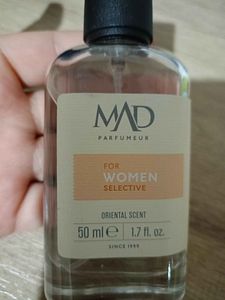 MAD
PARFUMEUR
FOR
WOMEN
SELECTIVE
ORIENTAL SCENT
50 ml ℮ 1.7 fl. oz.
SINCE 1999